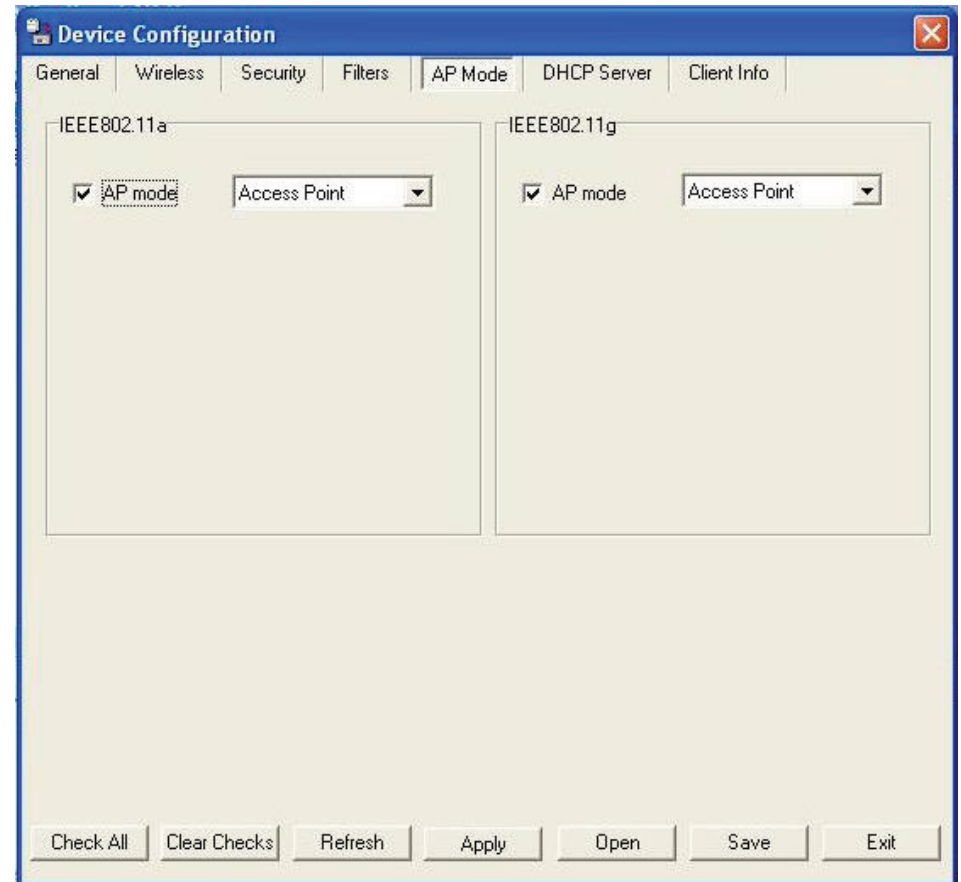 Device Configuration
General Wireless Security Filters AP Mode DHCP Server Client Info
IEEE802.11a IEEE802.11g
AP mode Access Point AP mode Access Point
Check All Clear Checks Refresh Apply Open Save Exit